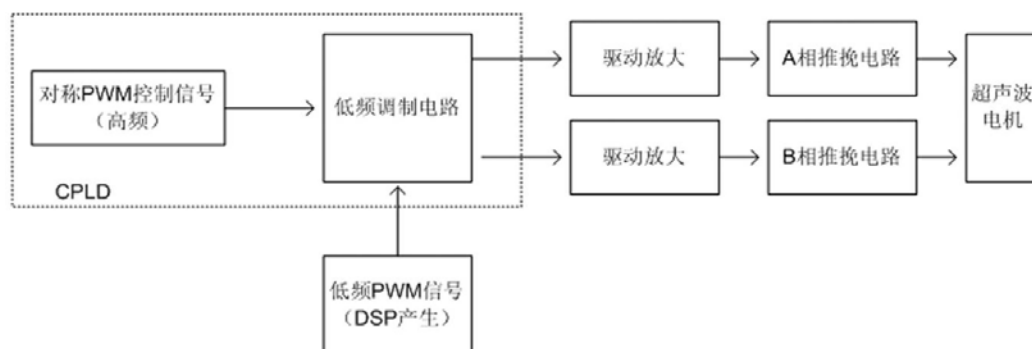 对称PWM控制信号
（高频）
低频调制电路
CPLD
驱动放大
A相推挽电路
驱动放大
B相推挽电路
超声波
电机
低频PWM信号
（DSP产生）